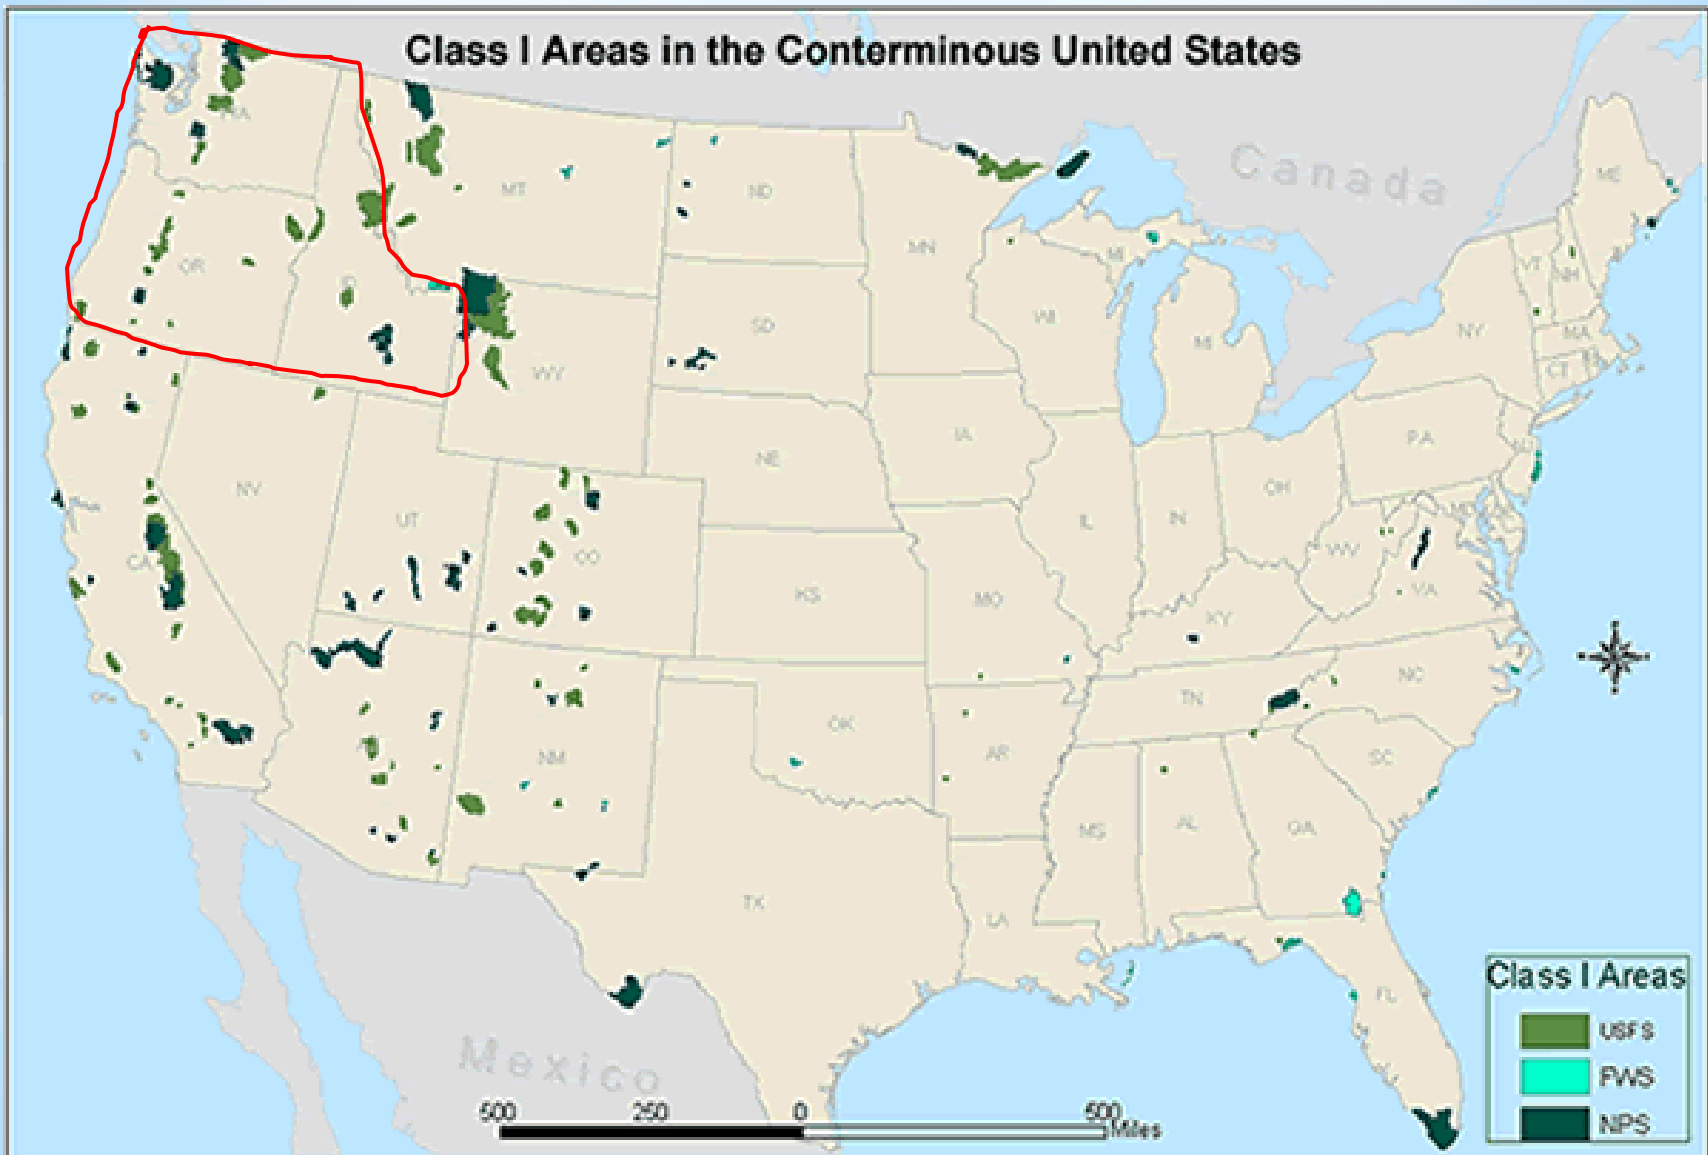 Class I Areas in the Conterminous United States
Canada
WA
MT
ND
MN
ME
OR
ID
MI
VT
NH
SD
WI
MI
NY
MA
WY
CT
IA
PA
NE
NJ
NV
UT
IL
IN
OH
MD
CA
CO
WV
KS
MO
KY
VA
TN
NC
NM
OK
AR
SC
MS
AL
GA
TX
LA
FL
Mexico
Class I Areas
USFS
FWS
NPS
500 250 0 500
Miles